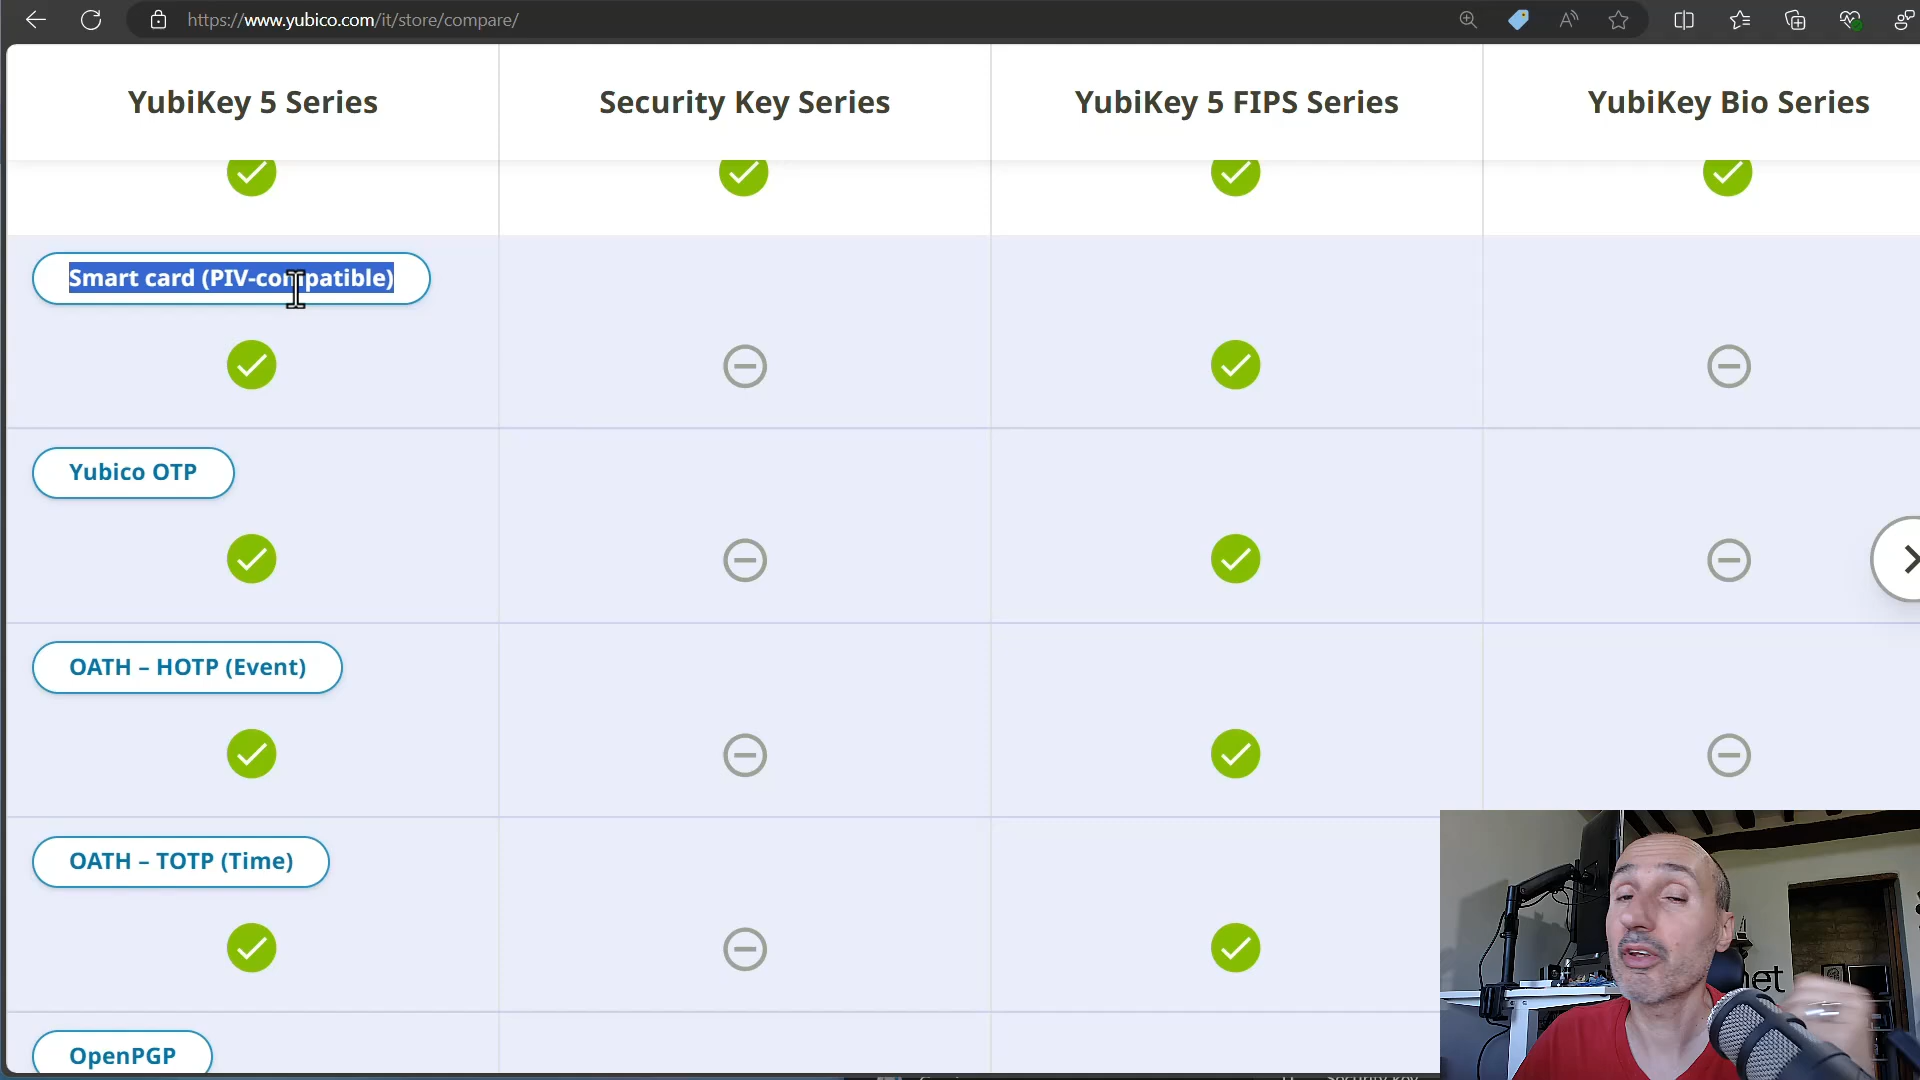 https://www.yubico.com/it/store/compare/
YubiKey 5 Series
Security Key Series
YubiKey 5 FIPS Series
YubiKey Bio Series
Smart card (PIV-compatible)
Yubico OTP
OATH – HOTP (Event)
OATH – TOTP (Time)
OpenPGP